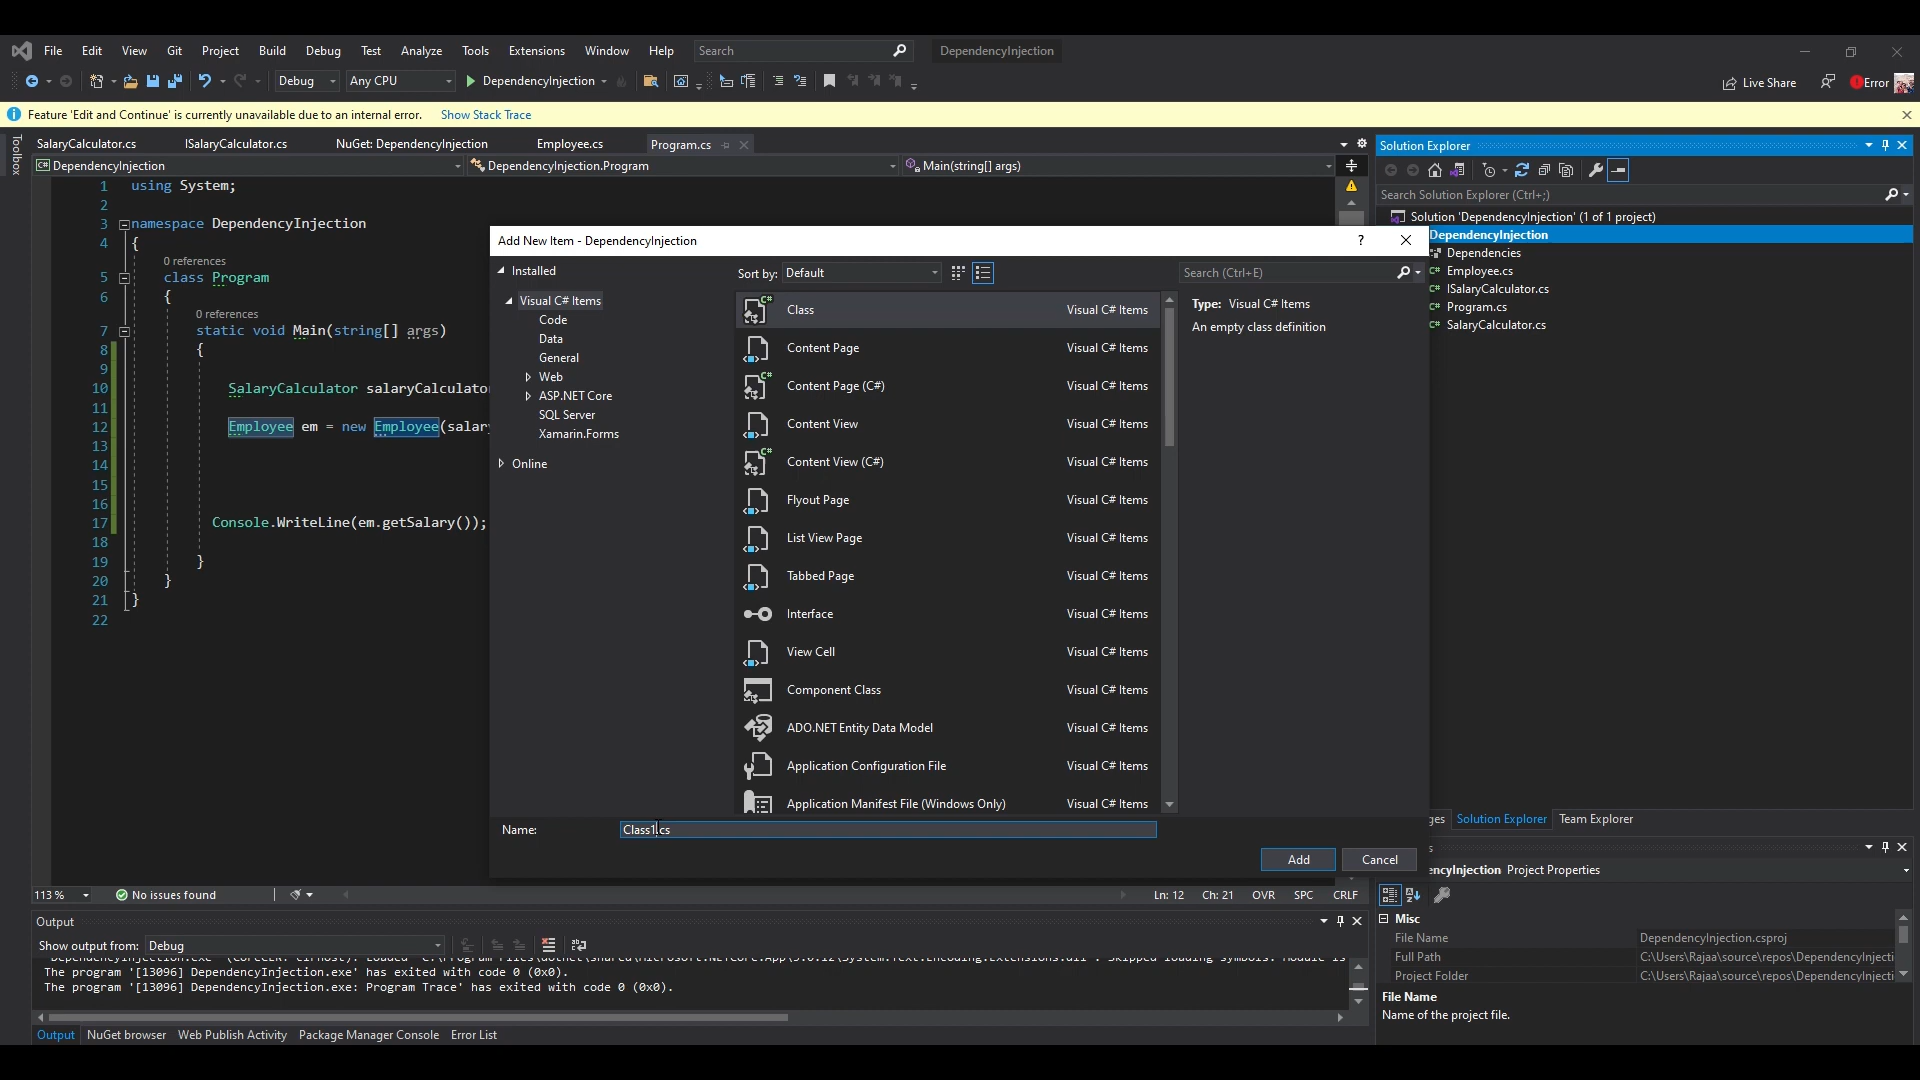 File Edit View Git Project Build Debug Test Analyze Tools Extensions Window Help Search DependencyInjection
Debug Any CPU DependencyInjection Live Share Error
Feature 'Edit and Continue' is currently unavailable due to an internal error. Show Stack Trace
Toolbox
SalaryCalculator.cs ISalaryCalculator.cs NuGet: DependencyInjection Employee.cs Program.cs
DependencyInjection DependencyInjection.Program Main(string[] args)
1 using System;
2
3 namespace DependencyInjection
4 {
0 references
5 class Program
6 {
0 references
7 static void Main(string[] args)
8 {
9
10 SalaryCalculator salaryCalculato
11
12 Employee em = new Employee(salar
13
14
15
16
17 Console.WriteLine(em.getSalary());
18
19 }
20 }
21 }
22
Add New Item - DependencyInjection ?
Installed
Visual C# Items
Code
Data
General
Web
ASP.NET Core
SQL Server
Xamarin.Forms
Online
Sort by: Default
Search (Ctrl+E)
Class Visual C# Items
Content Page Visual C# Items
Content Page (C#) Visual C# Items
Content View Visual C# Items
Content View (C#) Visual C# Items
Flyout Page Visual C# Items
List View Page Visual C# Items
Tabbed Page Visual C# Items
Interface Visual C# Items
View Cell Visual C# Items
Component Class Visual C# Items
ADO.NET Entity Data Model Visual C# Items
Application Configuration File Visual C# Items
Application Manifest File (Windows Only) Visual C# Items
Type: Visual C# Items
An empty class definition
Name: Class1.cs
Add Cancel
Solution Explorer
Search Solution Explorer (Ctrl+;)
Solution 'DependencyInjection' (1 of 1 project)
DependencyInjection
Dependencies
C# Employee.cs
C# ISalaryCalculator.cs
C# Program.cs
C# SalaryCalculator.cs
ges Solution Explorer Team Explorer
s
encyInjection Project Properties
Misc
File Name DependencyInjection.csproj
Full Path C:\Users\Rajaa\source\repos\DependencyInjecti
Project Folder C:\Users\Rajaa\source\repos\DependencyInjecti
File Name
Name of the project file.
113 % No issues found Ln: 12 Ch: 21 OVR SPC CRLF
Output
Show output from: Debug
The program '[13096] DependencyInjection.exe' has exited with code 0 (0x0).
The program '[13096] DependencyInjection.exe: Program Trace' has exited with code 0 (0x0).
Output NuGet browser Web Publish Activity Package Manager Console Error List